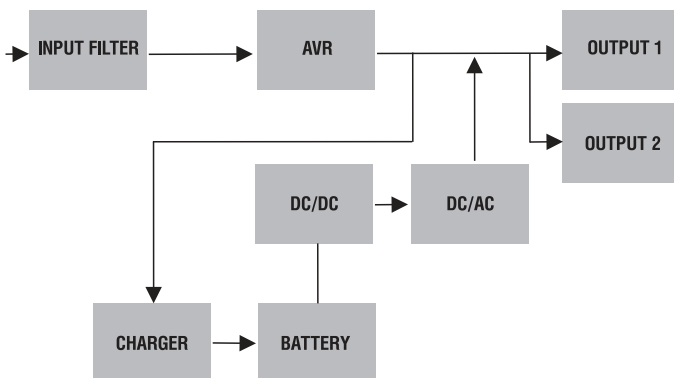 INPUT FILTER
AVR
OUTPUT 1
OUTPUT 2
DC/DC
DC/AC
CHARGER
BATTERY